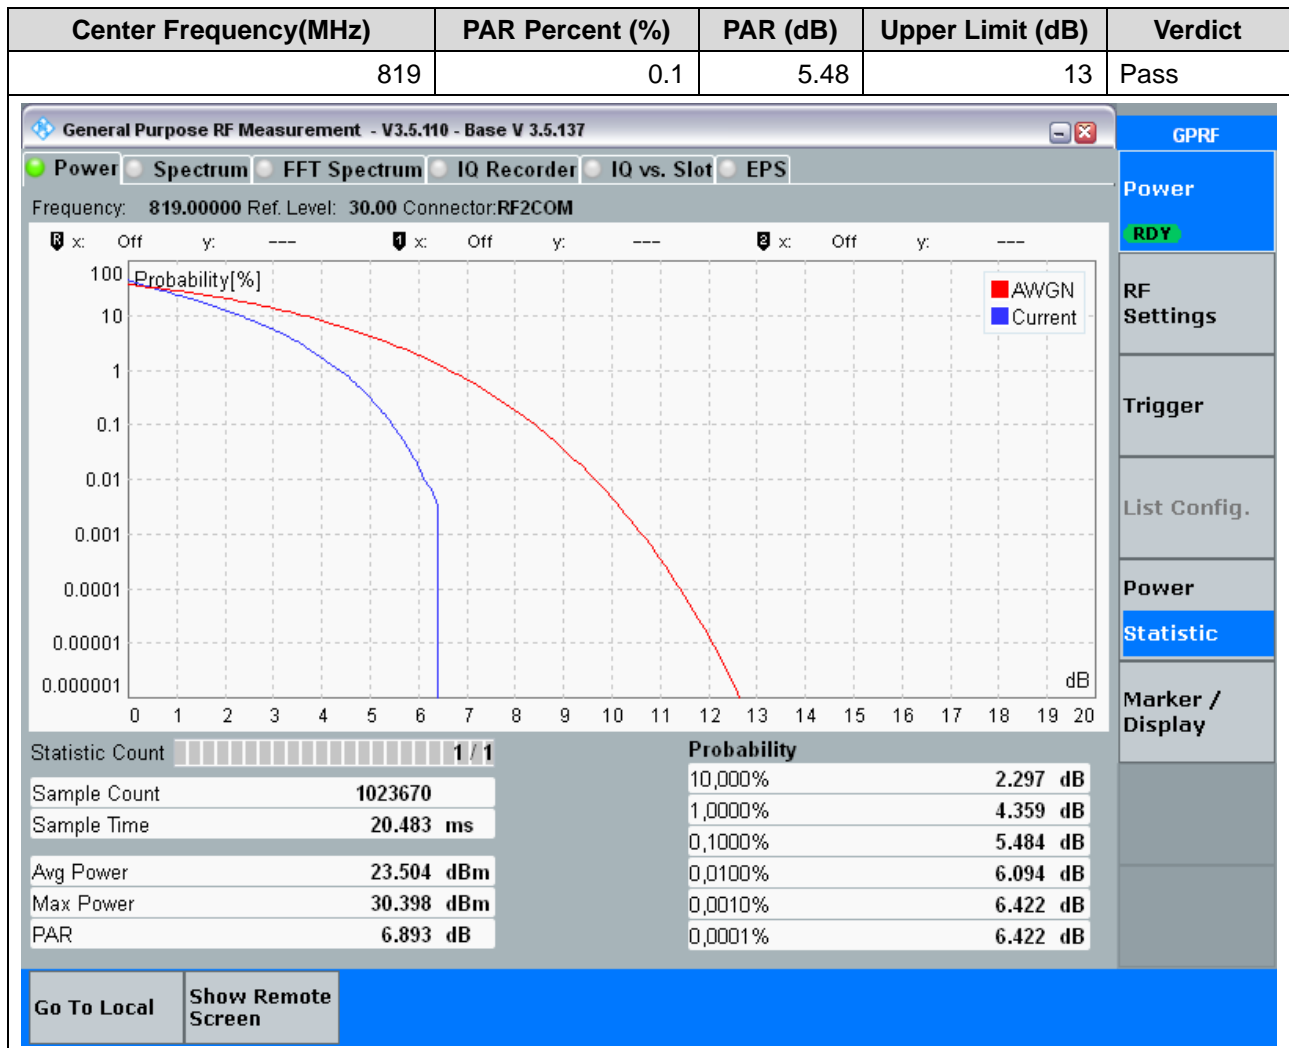 Center Frequency(MHz) PAR Percent (%) PAR (dB) Upper Limit (dB) Verdict
819 0.1 5.48 13 Pass
General Purpose RF Measurement - V3.5.110 - Base V 3.5.137
GPRF
Power Spectrum FFT Spectrum IQ Recorder IQ vs. Slot EPS
Frequency: 819.00000 Ref. Level: 30.00 Connector:RF2COM
R x: Off y: --- 1 x: Off y: --- 2 x: Off y: ---
Probability[%]
AWGN
Current
100
10
1
0.1
0.01
0.001
0.0001
0.00001
0.000001
dB
0 1 2 3 4 5 6 7 8 9 10 11 12 13 14 15 16 17 18 19 20
Statistic Count 1 / 1
Sample Count 1023670
Sample Time 20.483 ms
Avg Power 23.504 dBm
Max Power 30.398 dBm
PAR 6.893 dB
Probability
10,000% 2.297 dB
1,0000% 4.359 dB
0,1000% 5.484 dB
0,0100% 6.094 dB
0,0010% 6.422 dB
0,0001% 6.422 dB
Power
RDY
RF
Settings
Trigger
List Config.
Power
Statistic
Marker /
Display
Go To Local
Show Remote
Screen